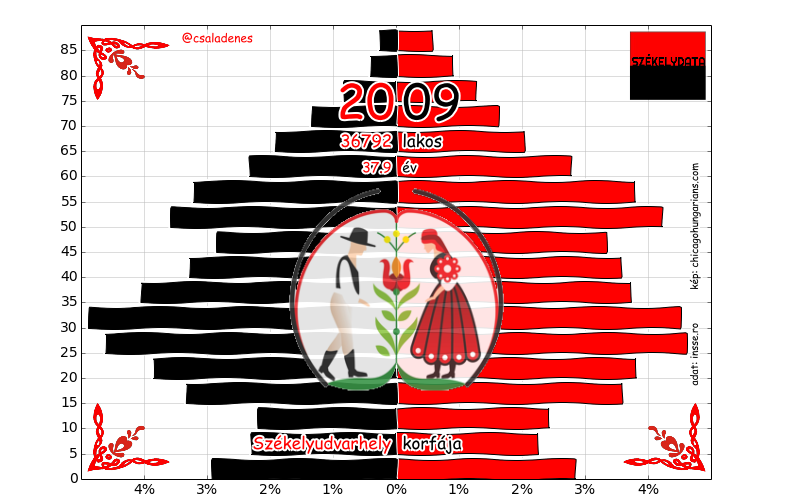 @csaladenes
SZÉKELYDATA
2009
36792 lakos
37.9 év
kép: chicagohungarians.com
adat: insse.ro
Székelyudvarhely korfája
85
80
75
70
65
60
55
50
45
40
35
30
25
20
15
10
5
0
4% 3% 2% 1% 0% 1% 2% 3% 4%